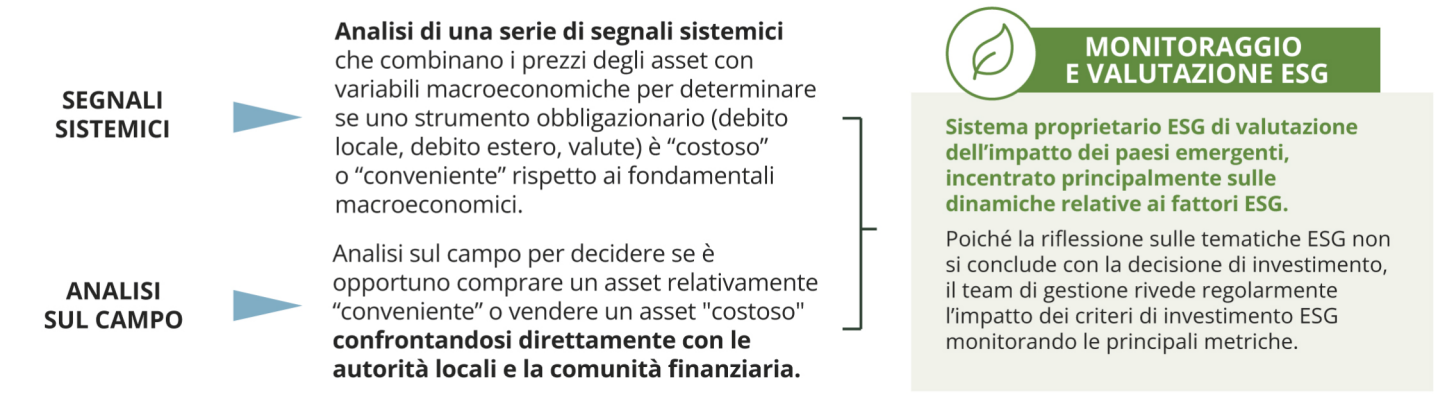 SEGNALI
SISTEMICI
Analisi di una serie di segnali sistemici
che combinano i prezzi degli asset con
variabili macroeconomiche per determinare
se uno strumento obbligazionario (debito
locale, debito estero, valute) è “costoso”
o “conveniente” rispetto ai fondamentali
macroeconomici.
ANALISI
SUL CAMPO
Analisi sul campo per decidere se è
opportuno comprare un asset relativamente
“conveniente” o vendere un asset "costoso"
confrontandosi direttamente con le
autorità locali e la comunità finanziaria.
MONITORAGGIO
E VALUTAZIONE ESG
Sistema proprietario ESG di valutazione
dell’impatto dei paesi emergenti,
incentrato principalmente sulle
dinamiche relative ai fattori ESG.
Poiché la riflessione sulle tematiche ESG non
si conclude con la decisione di investimento,
il team di gestione rivede regolarmente
l’impatto dei criteri di investimento ESG
monitorando le principali metriche.